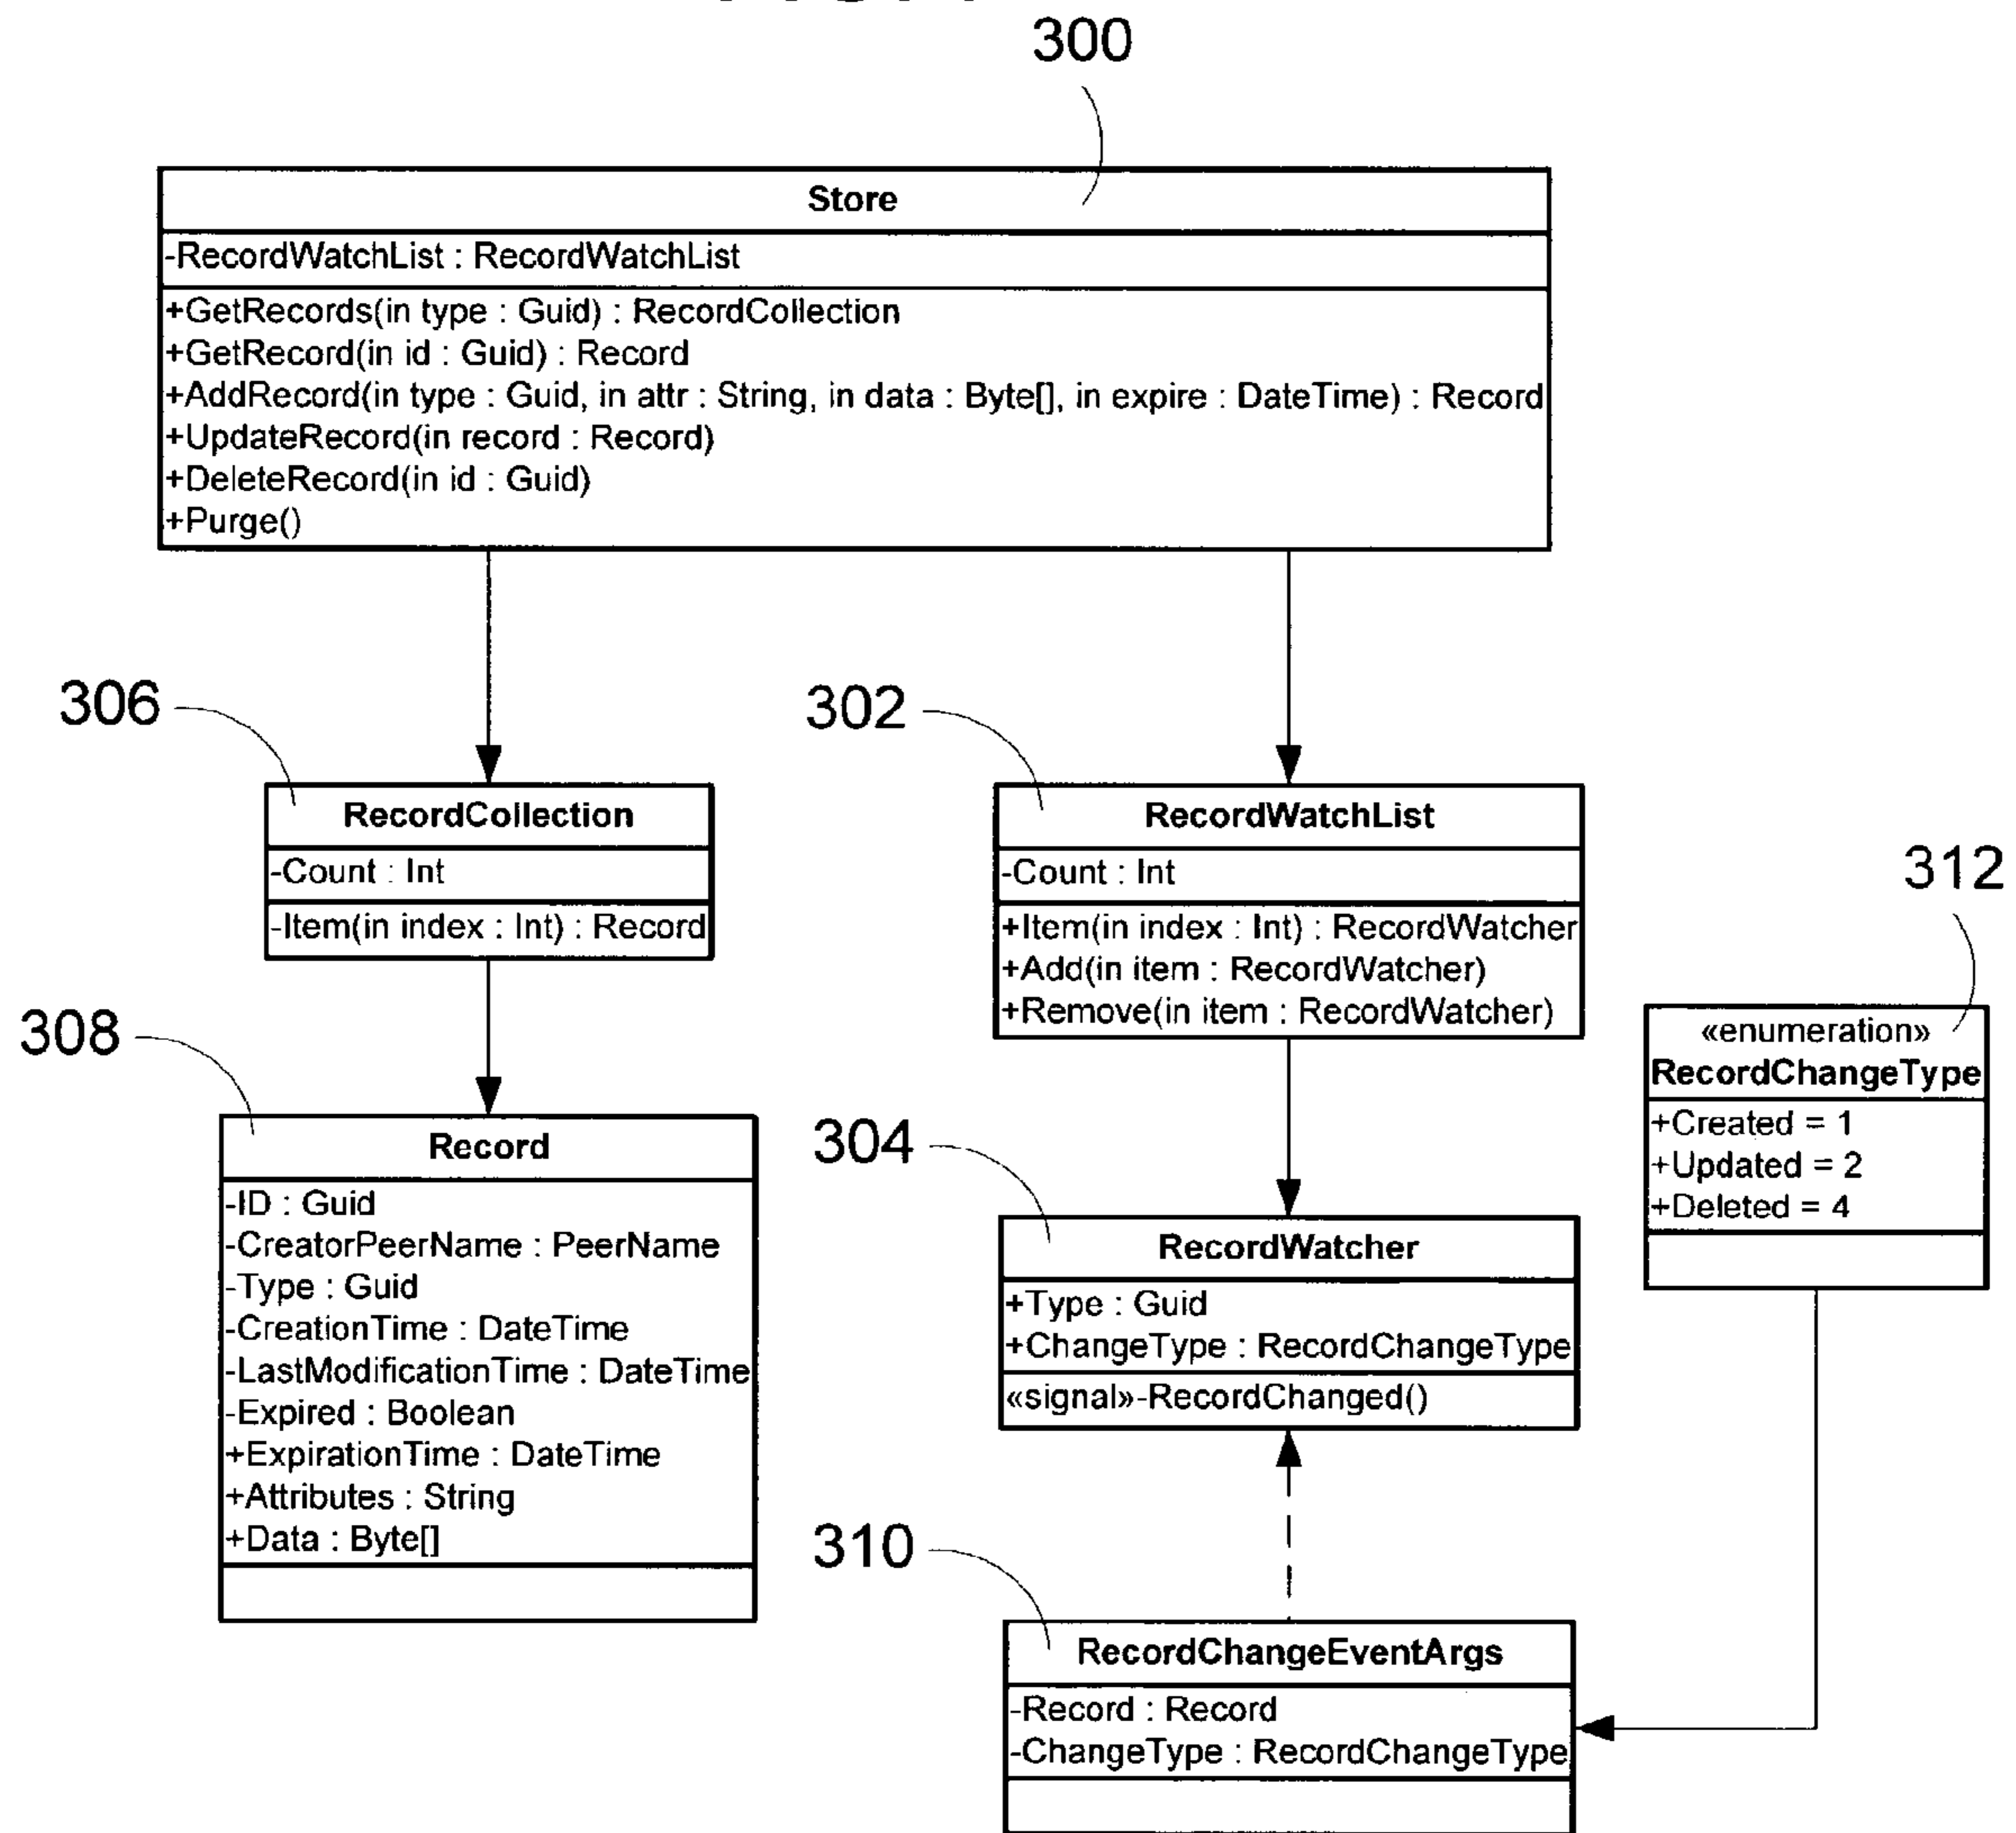 300
Store
-RecordWatchList : RecordWatchList
+GetRecords(in type : Guid) : RecordCollection
+GetRecord(in id : Guid) : Record
+AddRecord(in type : Guid, in attr : String, in data : Byte[], in expire : DateTime) : Record
+UpdateRecord(in record : Record)
+DeleteRecord(in id : Guid)
+Purge()
306
RecordCollection
-Count : Int
-Item(in index : Int) : Record
302
RecordWatchList
-Count : Int
+Item(in index : Int) : RecordWatcher
+Add(in item : RecordWatcher)
+Remove(in item : RecordWatcher)
312
«enumeration»
RecordChangeType
+Created = 1
+Updated = 2
+Deleted = 4
308
Record
-ID : Guid
-CreatorPeerName : PeerName
-Type : Guid
-CreationTime : DateTime
-LastModificationTime : DateTime
-Expired : Boolean
+ExpirationTime : DateTime
+Attributes : String
+Data : Byte[]
304
RecordWatcher
+Type : Guid
+ChangeType : RecordChangeType
«signal»-RecordChanged()
310
RecordChangeEventArgs
-Record : Record
-ChangeType : RecordChangeType